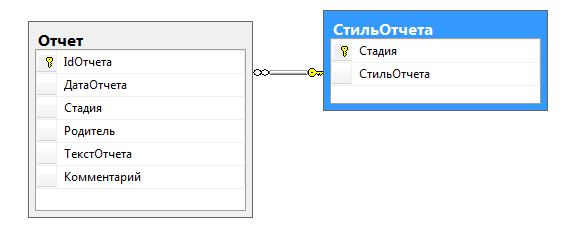 Отчет
IdОтчета
ДатаОтчета
Стадия
Родитель
ТекстОтчета
Комментарий
СтильОтчета
Стадия
СтильОтчета